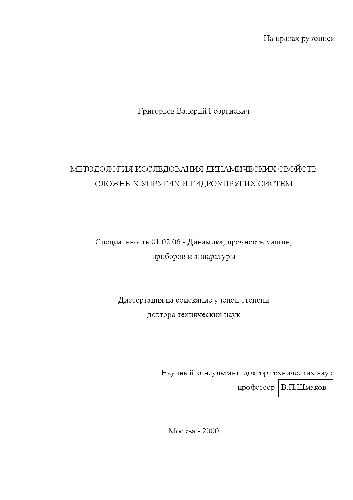 На правах рукописи
Григорьев Валерий Георгиевич
МЕТОДОЛОГИЯ ИССЛЕДОВАНИЯ ДИНАМИЧЕСКИХ СВОЙСТВ
СЛОЖНЫХ УПРУГИХ И ГИДРОУПРУГИХ СИСТЕМ
Специальность 01.02.06 - Динамика, прочность машин,
приборов и аппаратуры
Диссертация на соискание ученой степени
доктора технических наук
Научный консультант: доктор технических наук
профессор В.П.Шмаков
Москва - 2000